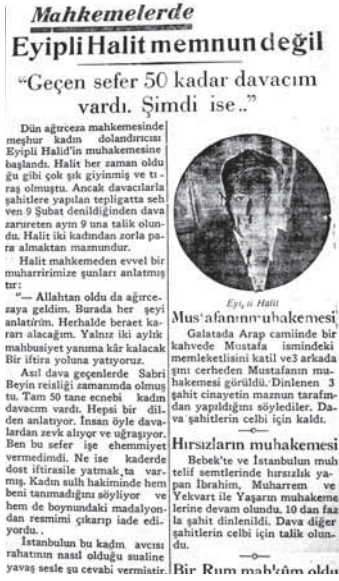 Mahkemelerde
Eyipli Halit memnun değil
“Geçen sefer 50 kadar davacım
vardı. Şimdi ise..”
Dün ağırceza mahkemesinde
meşhur kadın dolandırıcısı
Eyipli Halid'in muhakemesine
başlandı. Halit her zaman oldu
ğu gibi çok şık giyinmiş ve tı -
raş olmuştu. Ancak davacılarla
şahitlere yapılan tepligatta seh
ven 9 Şubat denildiğinden dava
zarureten ayın 9 una talik olun-
du. Halit iki kadından zorla pa
ra almaktan maznundur.
Halit mahkemeden evvel bir
muharririmize şunları anlatmış
tır:
“— Allahtan oldu da ağırce-
zaya geldim. Burada her şeyi
anlatırım. Herhalde beraet ka-
rarı alacağım. Yalnız iki aylık
mahbusiyet yanıma kâr kalacak
Bir iftira yoluna yatıyoruz.
Asıl dava geçenlerde Sabri
Beyin reisliği zamanında olmuş
tu. Tam 50 tane ecnebi kadın
davacım vardı. Hepsi bir dil-
den anlatıyor. İnsan öyle dava-
lardan zevk alıyor ve uğraşıyor.
Ben bu sefer işe ehemmiyet
vermedimdi. Ne ise kaderde
dost iftirasile yatmak ta var-
mış. Kadın sulh hakiminde hem
beni tanımadığını söylüyor ve
hem de boynundaki madalyon-
dan resmimi çıkarıp iade edi-
yordu..
İstanbulun bu kadın avcısı
rahatının nasıl olduğu sualine
yavaş sesle şu cevabı vermiştir.
Halit
Mustafanın muhakemesi
Galatada Arap camiinde bir
kahvede Mustafa ismindeki
memleketlisini katil ve3 arkada
şını cerheden Mustafanın mu-
hakemesi görüldü. Dinlenen 3
şahit cinayetin maznun tarafın-
dan yapıldığını söylediler. Da-
va şahitlerin celbi için kaldı.
Hırsızların muhakemesi
Bebek'te ve İstanbulun muh
telif semtlerinde hırsızlık ya-
pan İbrahim, Muharrem ve
Yekvart ile Yaşarın muhakeme
lerine devam olundu. 10 dan faz
la şahit dinlenildi. Dava diğer
şahitlerin celbi için talik olun-
du.
Bir Rum mahkûm oldu